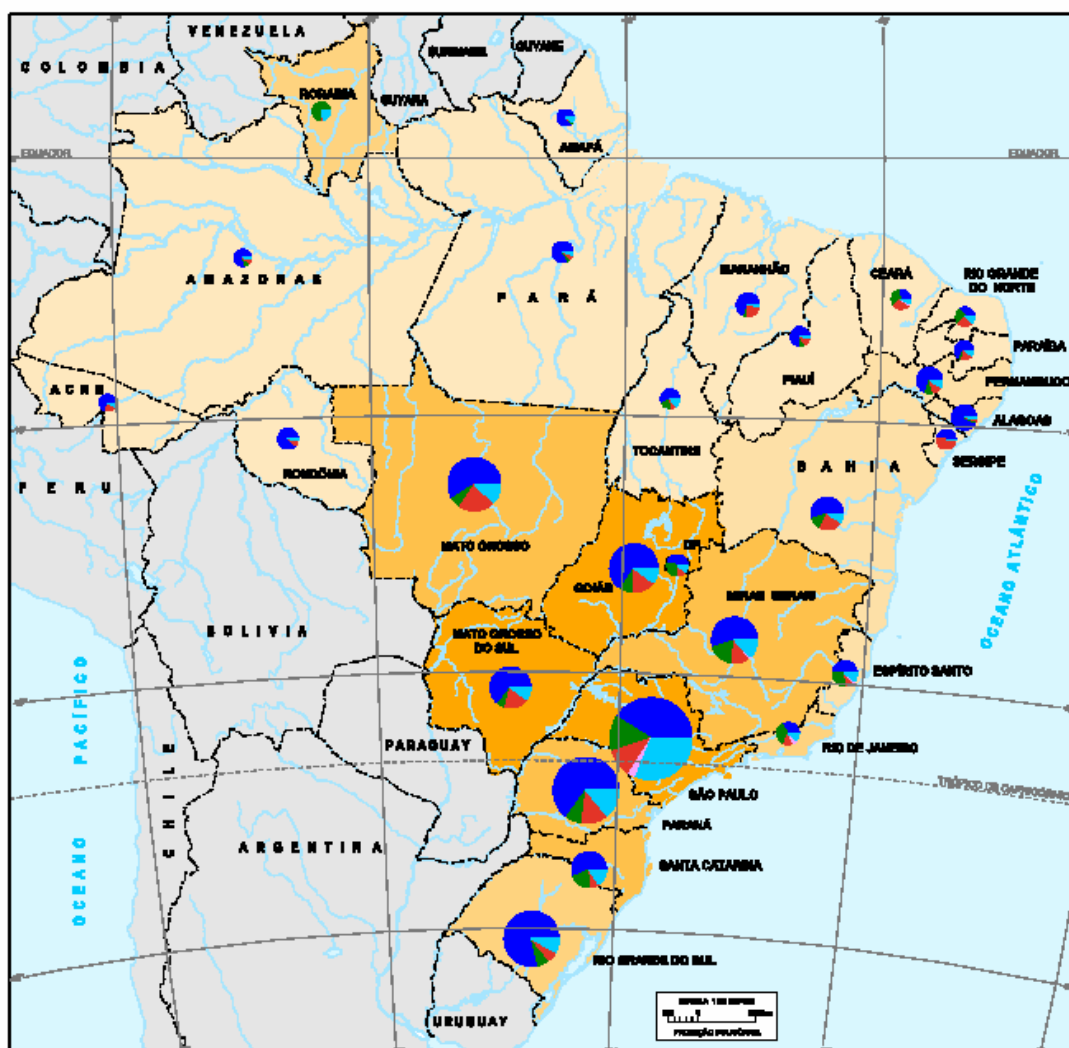 VENEZUELA
COLOMBIA
SURINAME
GUYANE
GUYANA
RORAIMA
AMAPÁ
EQUADOR
EQUADOR
AMAZONAS
PARÁ
MARANHÃO
CEARÁ
RIO GRANDE
DO NORTE
PARAÍBA
PIAUÍ
PERNAMBUCO
ACRE
ALAGOAS
TOCANTINS
SERGIPE
RONDÔNIA
BAHIA
PERU
MATO GROSSO
DF
GOIÁS
MINAS GERAIS
OCEANO ATLÂNTICO
BOLIVIA
MATO GROSSO
DO SUL
ESPÍRITO SANTO
PARAGUAY
RIO DE JANEIRO
OCEANO PACÍFICO
CHILE
SÃO PAULO
TRÓPICO DE CAPRICÓRNIO
PARANÁ
ARGENTINA
SANTA CATARINA
RIO GRANDE DO SUL
URUGUAY